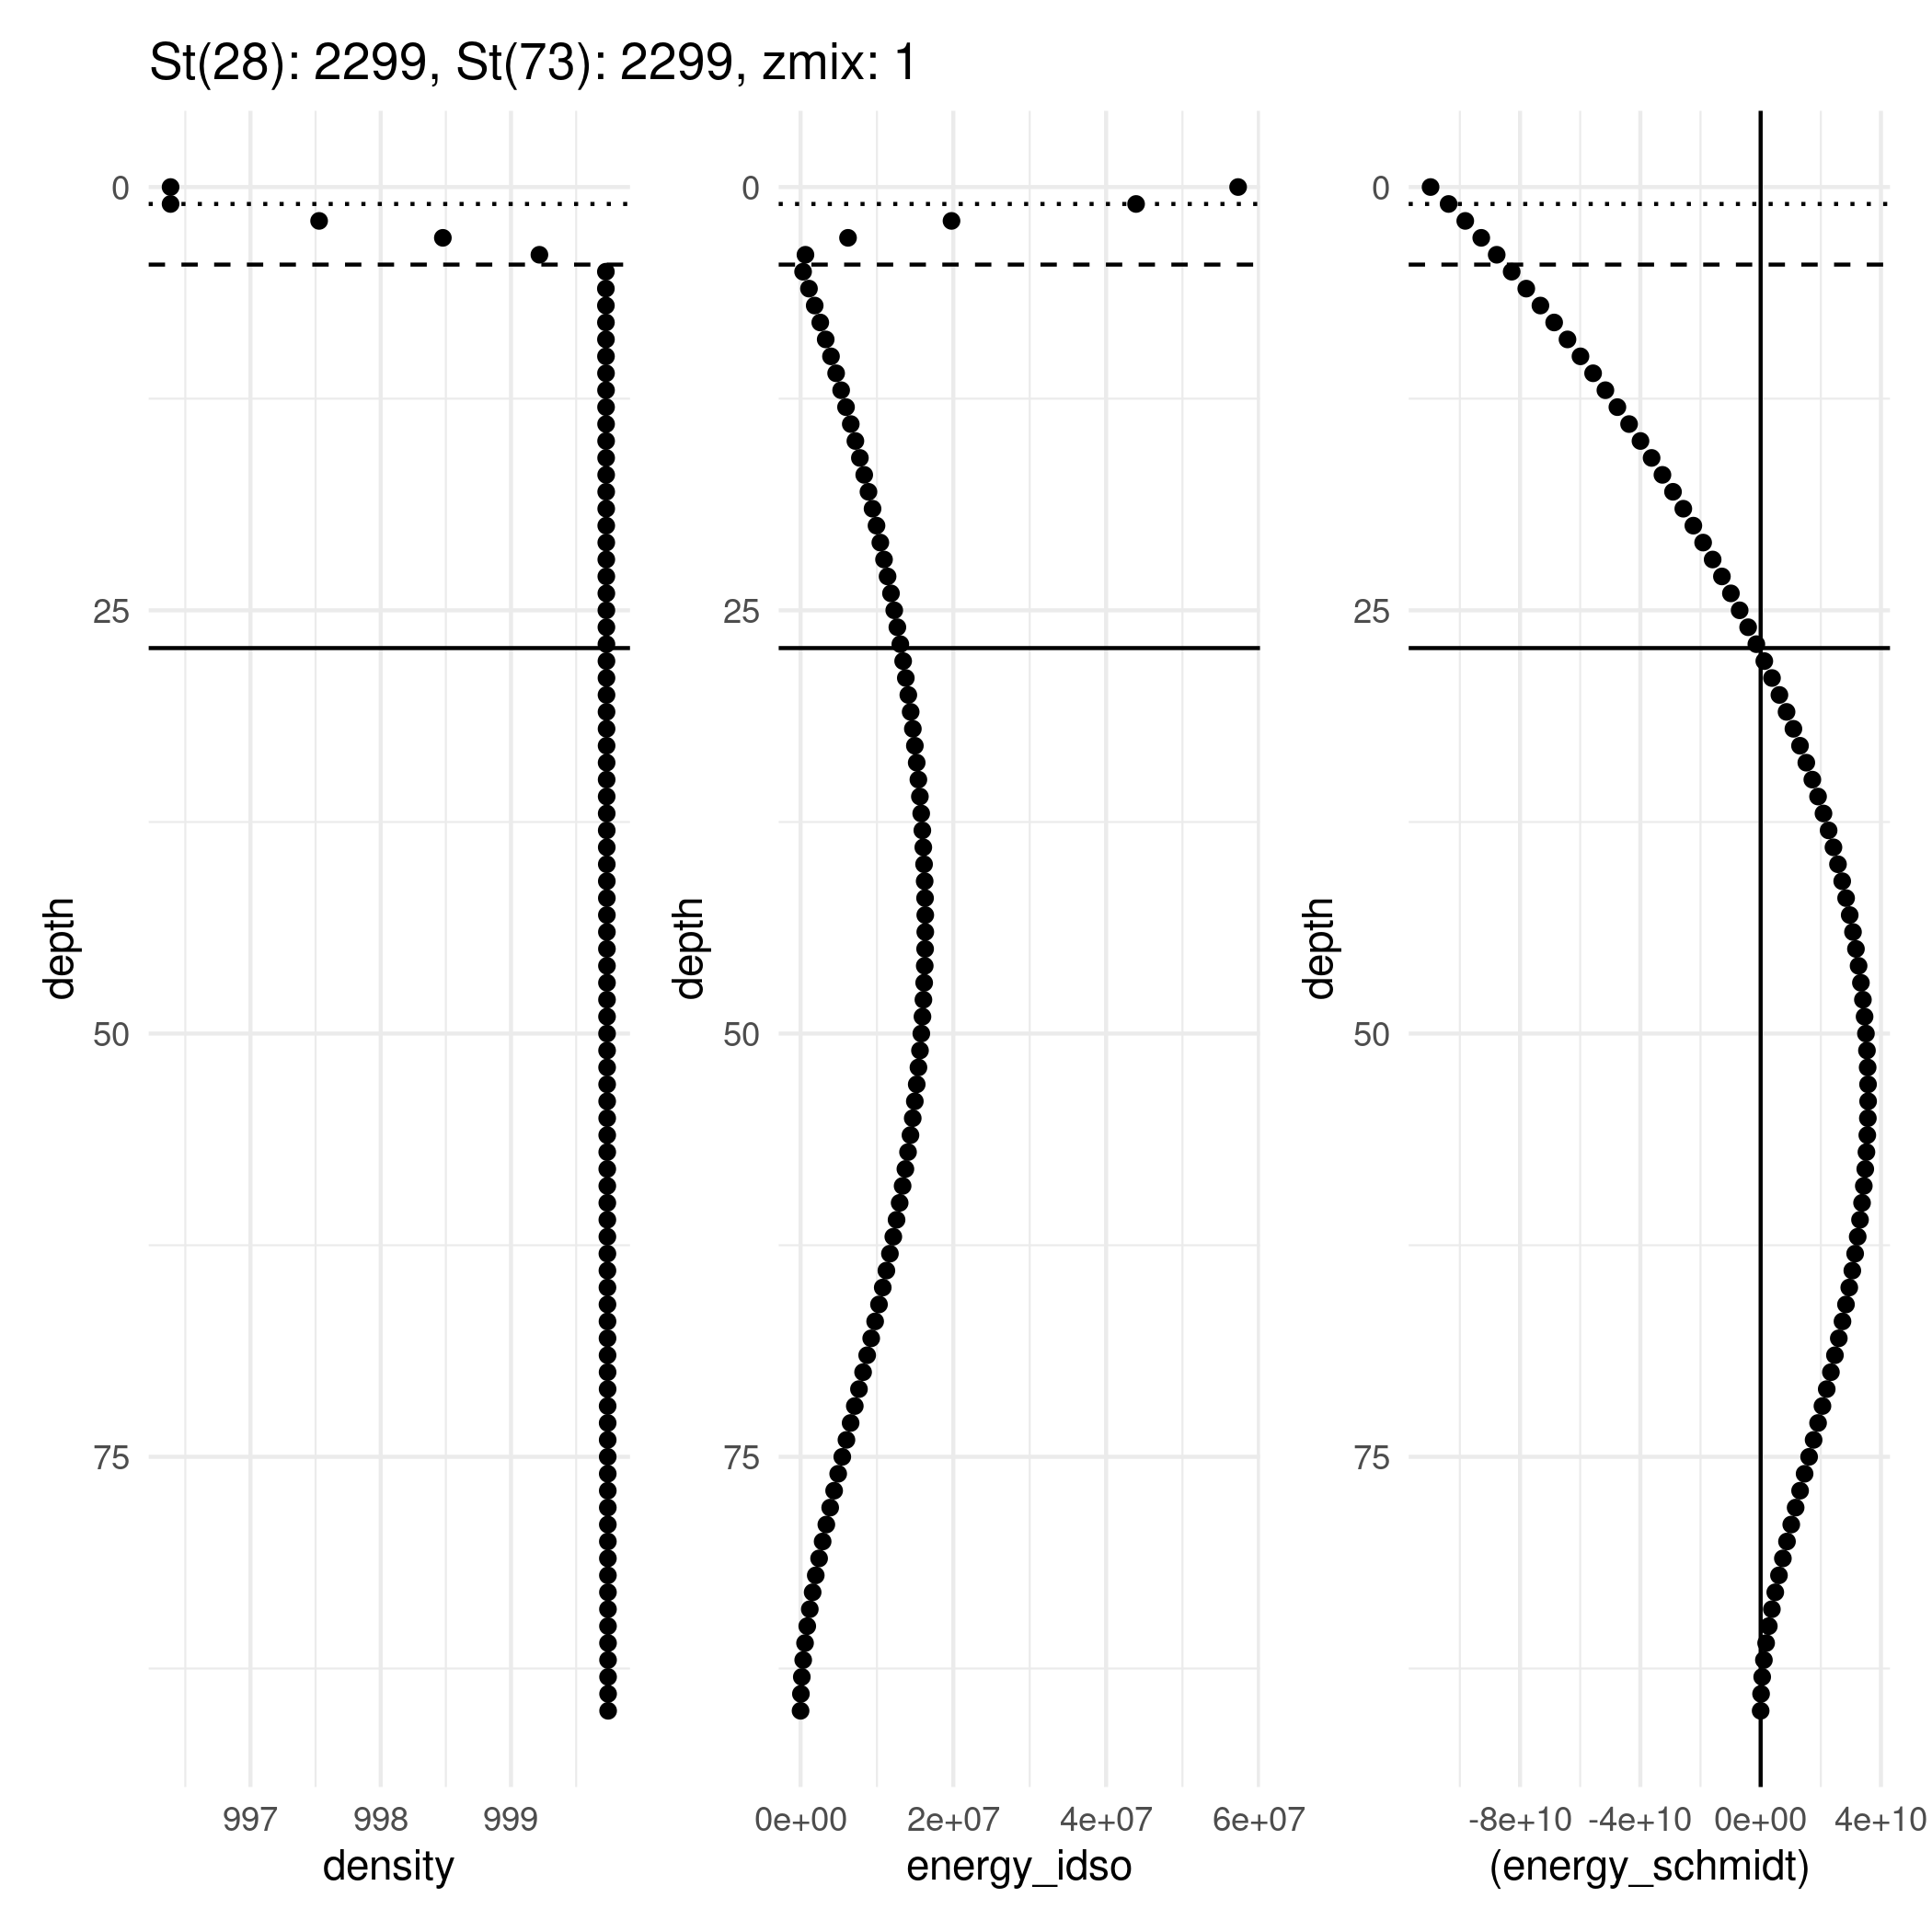 St(28): 2299, St(73): 2299, zmix: 1
0
25
50
75
depth
997 998 999
density
0
25
50
75
depth
0e+00 2e+07 4e+07 6e+07
energy_idso
0
25
50
75
depth
-8e+10 -4e+10 0e+00 4e+10
(energy_schmidt)